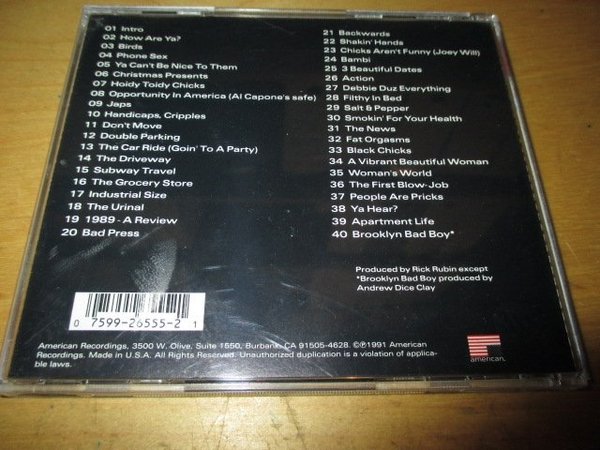 01 Intro
02 How Are Ya?
03 Birds
04 Phone Sex
05 Ya Can't Be Nice To Them
06 Christmas Presents
07 Hoidy Toidy Chicks
08 Opportunity In America (Al Capone's safe)
09 Japs
10 Handicaps, Cripples
11 Don't Move
12 Double Parking
13 The Car Ride (Goin' To A Party)
14 The Driveway
15 Subway Travel
16 The Grocery Store
17 Industrial Size
18 The Urinal
19 1989 - A Review
20 Bad Press
21 Backwards
22 Shakin' Hands
23 Chicks Aren't Funny (Joey Will)
24 Bambi
25 3 Beautiful Dates
26 Action
27 Debbie Duz Everything
28 Filthy In Bed
29 Salt & Pepper
30 Smokin' For Your Health
31 The News
32 Fat Orgasms
33 Black Chicks
34 A Vibrant Beautiful Woman
35 Woman's World
36 The First Blow-Job
37 People Are Pricks
38 Ya Hear?
39 Apartment Life
40 Brooklyn Bad Boy*
Produced by Rick Rubin except
*Brooklyn Bad Boy produced by
Andrew Dice Clay
0 7599-26555-2 1
American Recordings, 3500 W. Olive, Suite 1550, Burbank, CA 91505-4628. ©℗1991 American
Recordings. Made in U.S.A. All Rights Reserved. Unauthorized duplication is a violation of applica-
ble laws.
american.